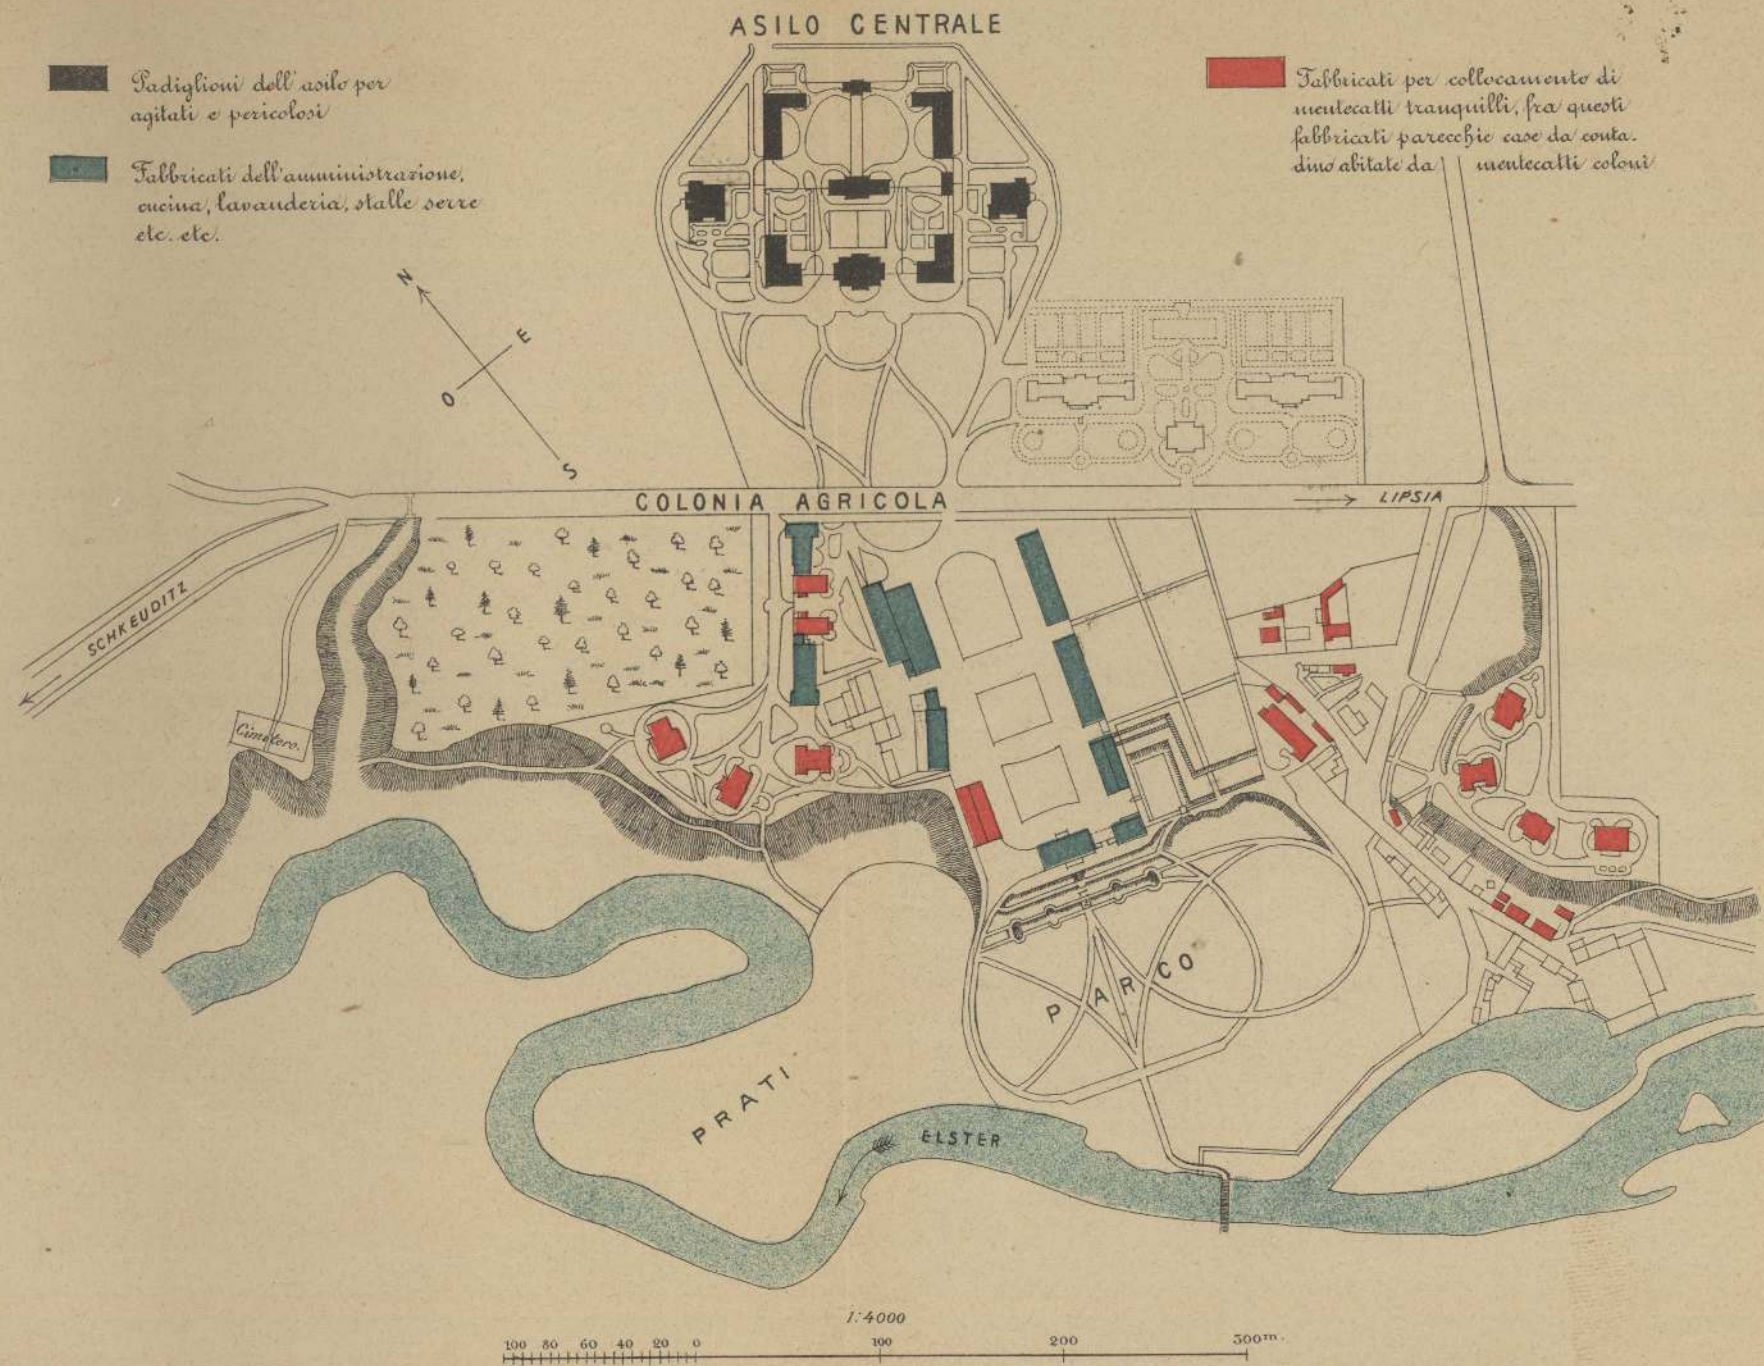 ASILO CENTRALE
Padiglioni dell'asilo per
agitati e pericolosi
Fabbricati dell'amministrazione,
cucina, lavanderia, stalle serre
etc. etc.
Fabbricati per collocamento di
mentecatti tranquilli, fra questi
fabbricati parecchie case da conta.
dino abitate da mentecatti coloni
N
E
O
S
COLONIA AGRICOLA
LIPSIA
SCHKEUDITZ
Cimitero.
PARCO
PRATI
ELSTER
1:4000
100 80 60 40 20 0 100 200 300m.